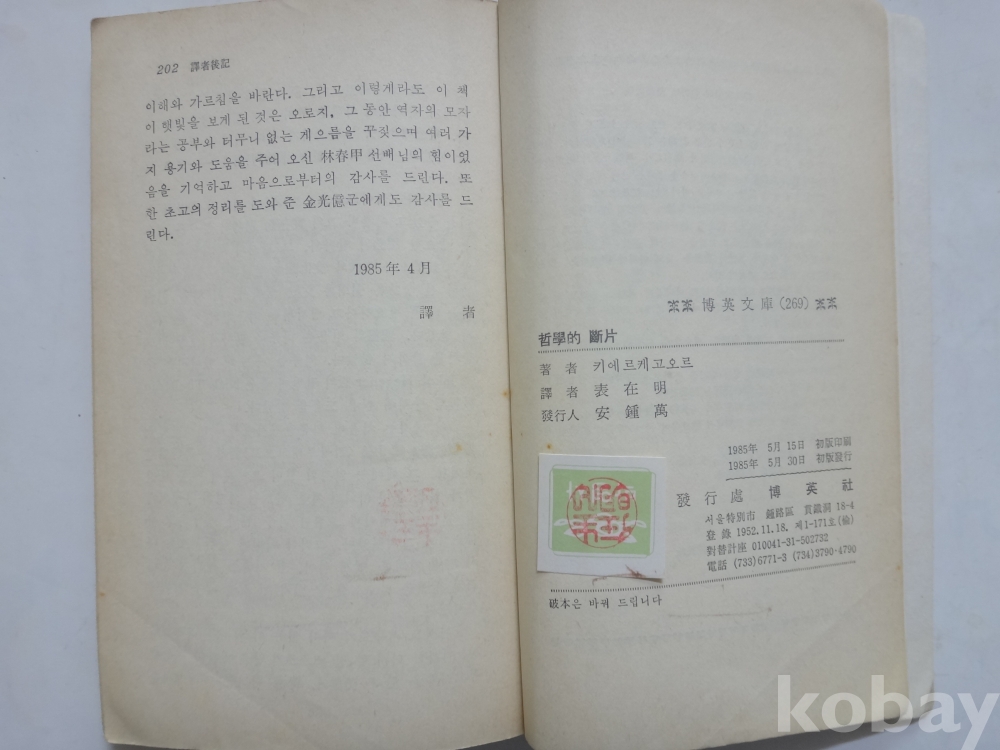 202 譯者後記
이해와 가르침을 바란다. 그리고 이렇게라도 이 책
이 햇빛을 보게 된 것은 오로지, 그 동안 역자의 모자
라는 공부와 터무니 없는 게으름을 꾸짖으며 여러 가
지 용기와 도움을 주어 오신 林春甲 선배님의 힘이었
음을 기억하고 마음으로부터의 감사를 드린다. 또
한 초고의 정리를 도와 준 金光億군에게도 감사를 드
린다.
1985年 4月
譯 者
博英文庫(269)
哲學的 斷片
著 者 키에르케고오르
譯 者 表在明
發行人 安鍾萬
1985年 5月 15日 初版印刷
1985年 5月 30日 初版發行
發行處 博英社
서울特別市 鍾路區 貫鐵洞 18-4
登錄 1952.11.18. 제1-171호(倫)
對替計座 010041-31-502732
電話 (733)6771-3 (734)3790·4790
破本은 바꿔 드립니다
kobay